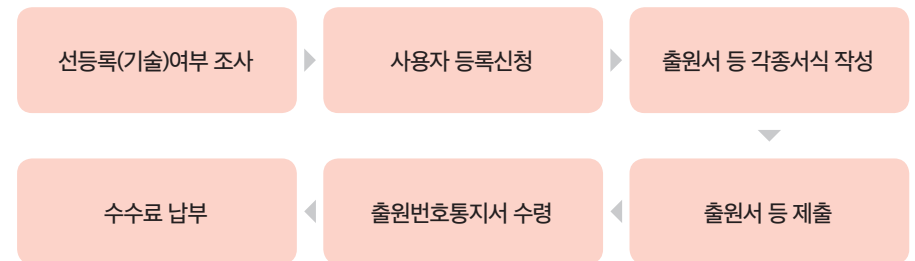 선등록(기술)여부 조사
사용자 등록신청
출원서 등 각종서식 작성
출원서 등 제출
출원번호통지서 수령
수수료 납부